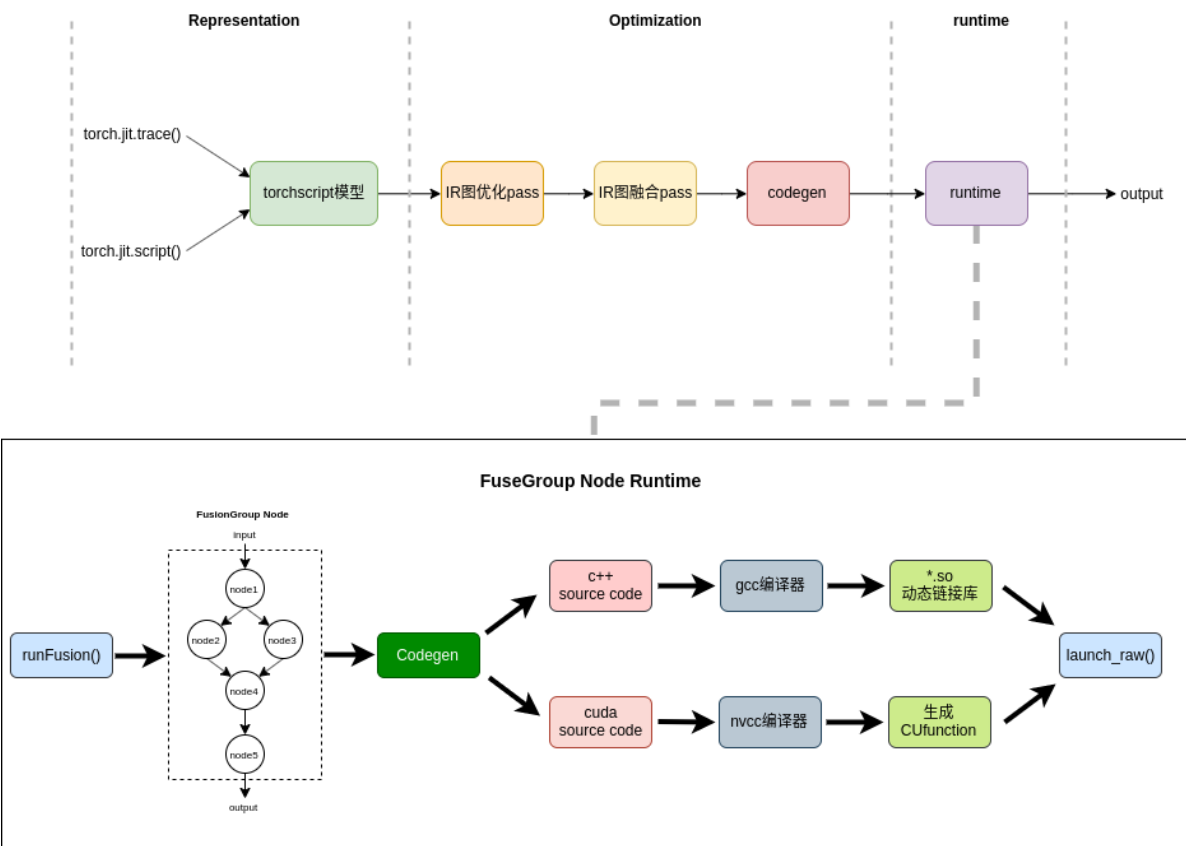 Representation
Optimization
runtime
torch.jit.trace()
torchscript模型
IR图优化pass
IR图融合pass
codegen
runtime
output
torch.jit.script()
FuseGroup Node Runtime
FusionGroup Node
input
node1
node2
node3
node4
node5
output
runFusion()
Codegen
c++
source code
gcc编译器
*.so
动态链接库
cuda
source code
nvcc编译器
生成
CUfunction
launch_raw()